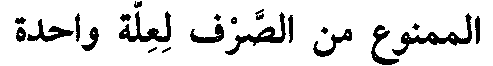 الممنوع من الصَّرْف لِعِلَّة واحدة